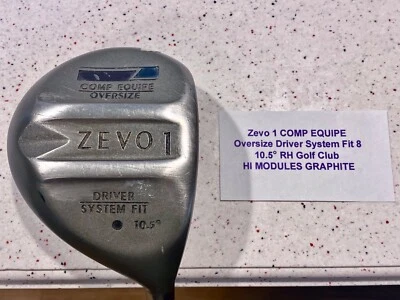 COMP EQUIPE
OVERSIZE
ZEVO 1
DRIVER
SYSTEM FIT
10.5°
Zevo 1 COMP EQUIPE
Oversize Driver System Fit 8
10.5° RH Golf Club
HI MODULES GRAPHITE